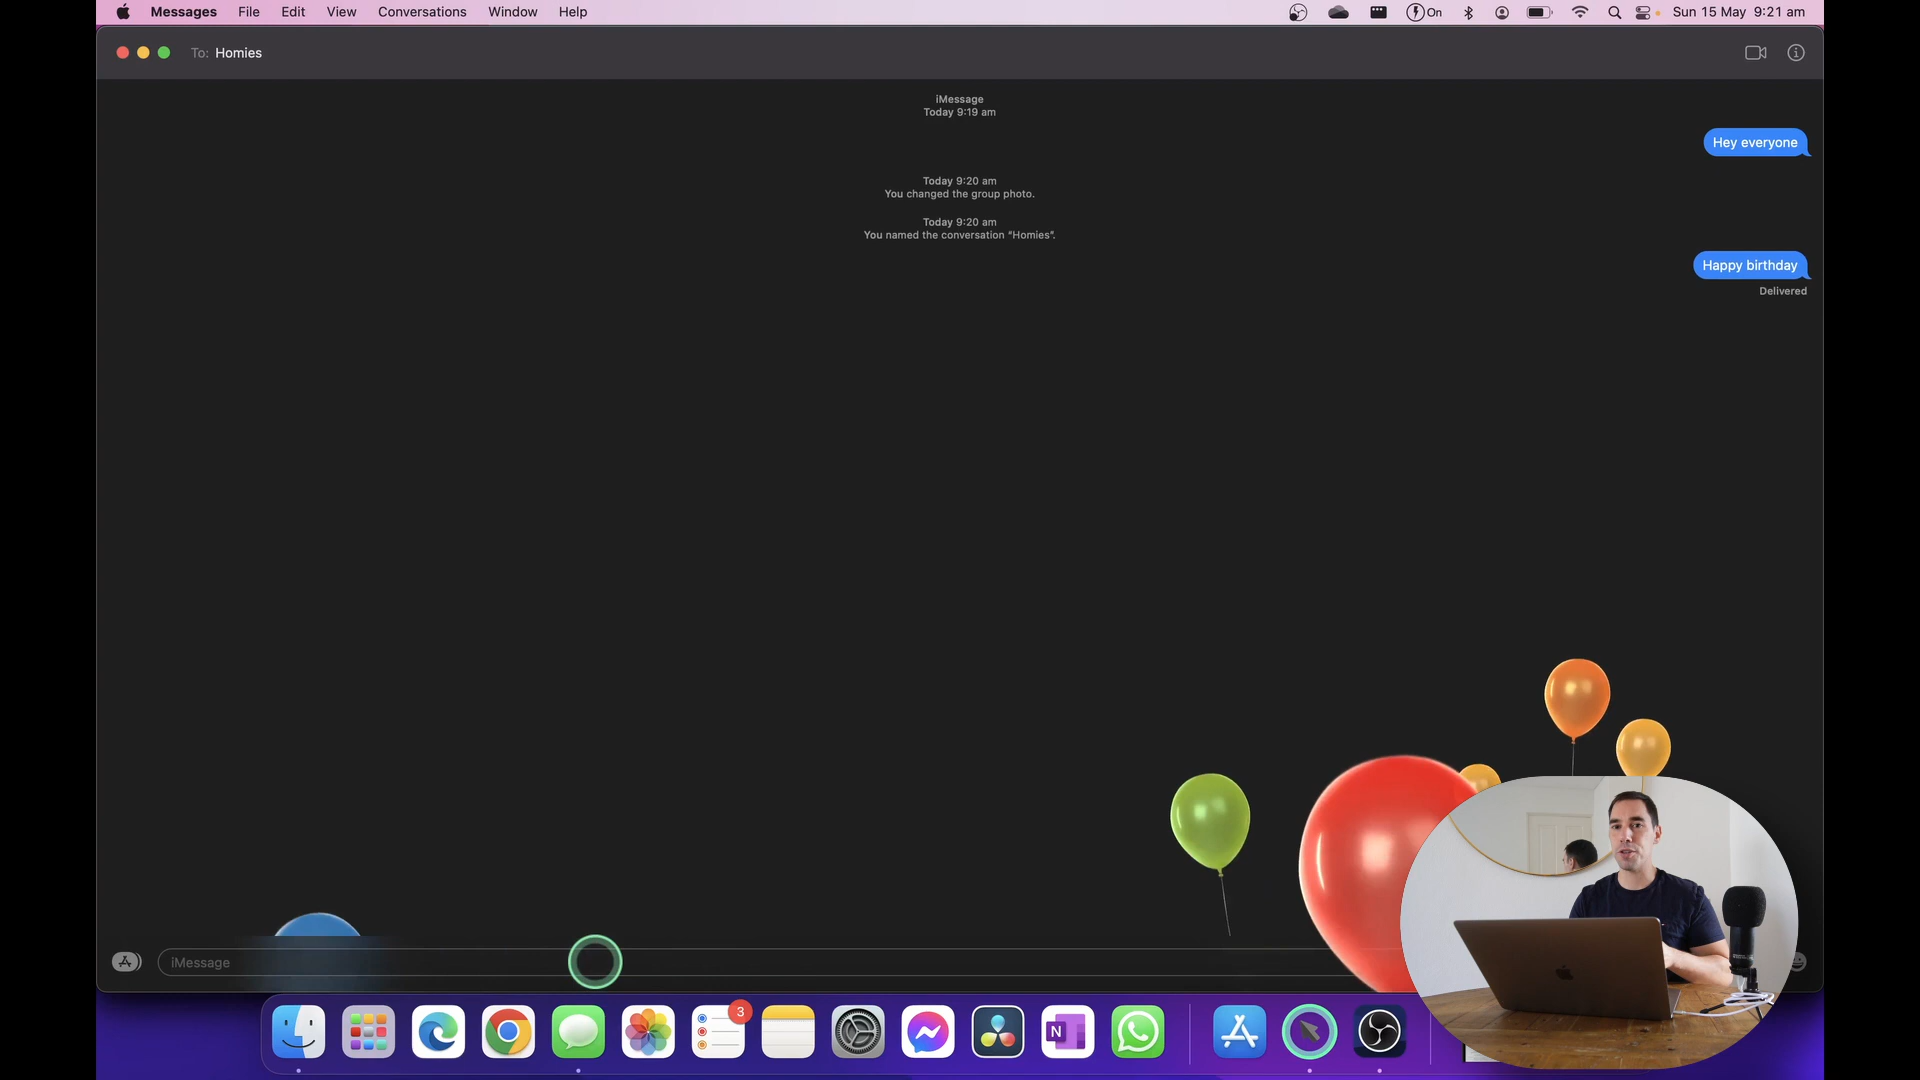 Messages File Edit View Conversations Window Help On Sun 15 May 9:21 am
To: Homies
iMessage
Today 9:19 am
Hey everyone
Today 9:20 am
You changed the group photo.
Today 9:20 am
You named the conversation “Homies”.
Happy birthday
Delivered
iMessage
3
N